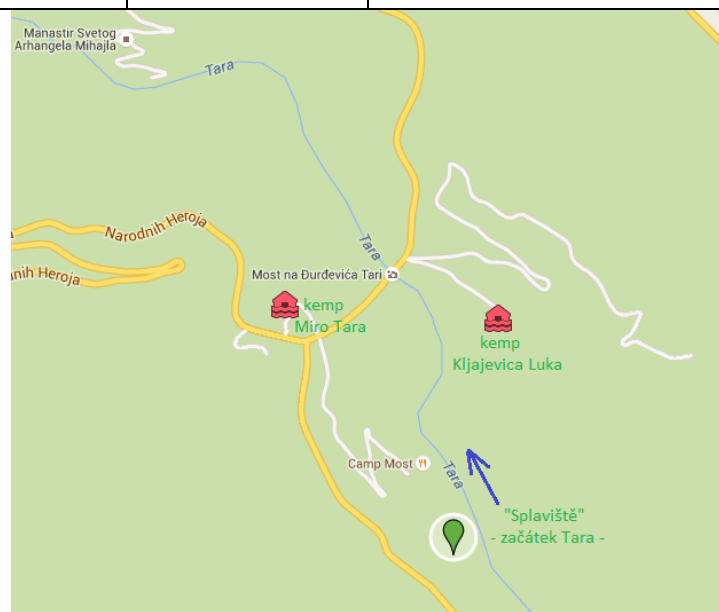 Manastir Svetog
Arhangela Mihajla
Tara
Narodnih Heroja
Tara
Most na Đurđevića Tari
nih Heroja
kemp
Miro Tara
kemp
Kljajevica Luka
Camp Most
Tara
"Splaviště"
- začátek Tara -